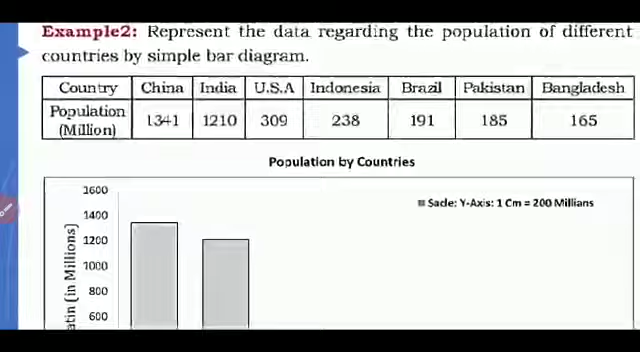 Example2: Represent the data regarding the population of different
countries by simple bar diagram.
Country China India U.S.A Indonesia Brazil Pakistan Bangladesh
Population (Million) 1341 1210 309 238 191 185 165
Population by Countries
1600
Sacle: Y-Axis: 1 Cm = 200 Millians
1400
1200
1000
800
600
(in Millions)